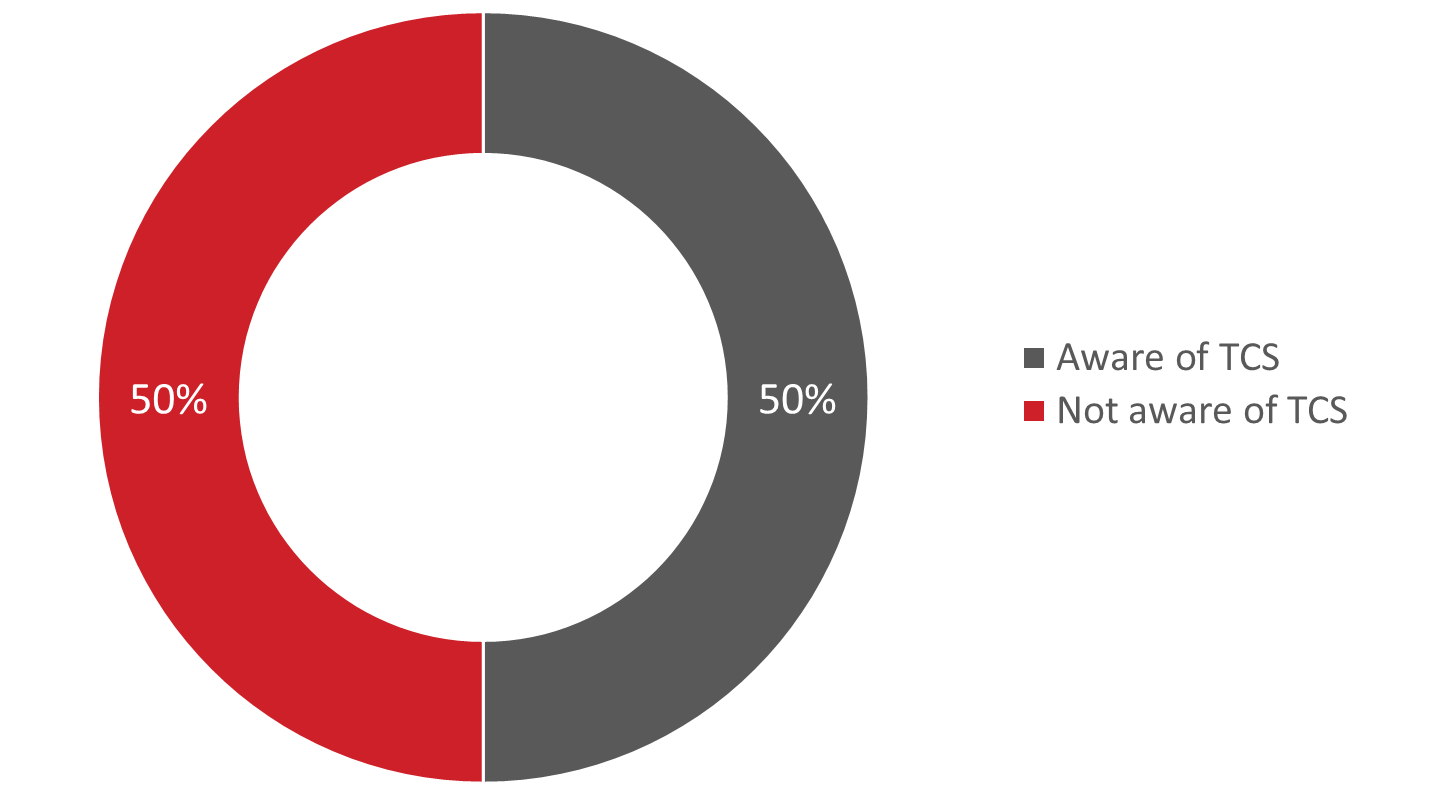 50%
50%
Aware of TCS
Not aware of TCS